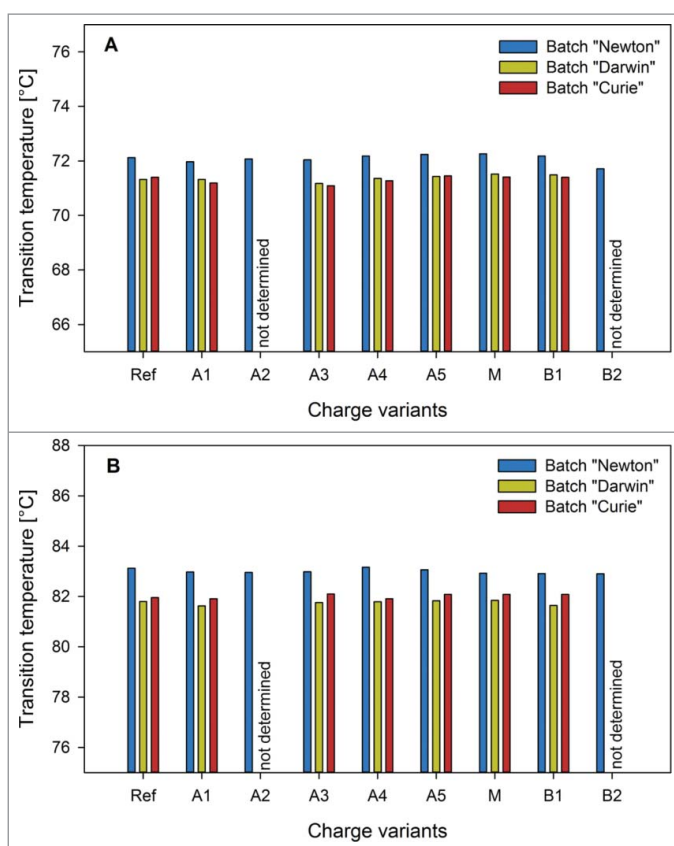 A
Batch "Newton"
Batch "Darwin"
Batch "Curie"
Transition temperature [°C]
76
74
72
70
68
66
not determined
not determined
Ref A1 A2 A3 A4 A5 M B1 B2
Charge variants
B
Batch "Newton"
Batch "Darwin"
Batch "Curie"
Transition temperature [°C]
88
86
84
82
80
78
76
not determined
not determined
Ref A1 A2 A3 A4 A5 M B1 B2
Charge variants